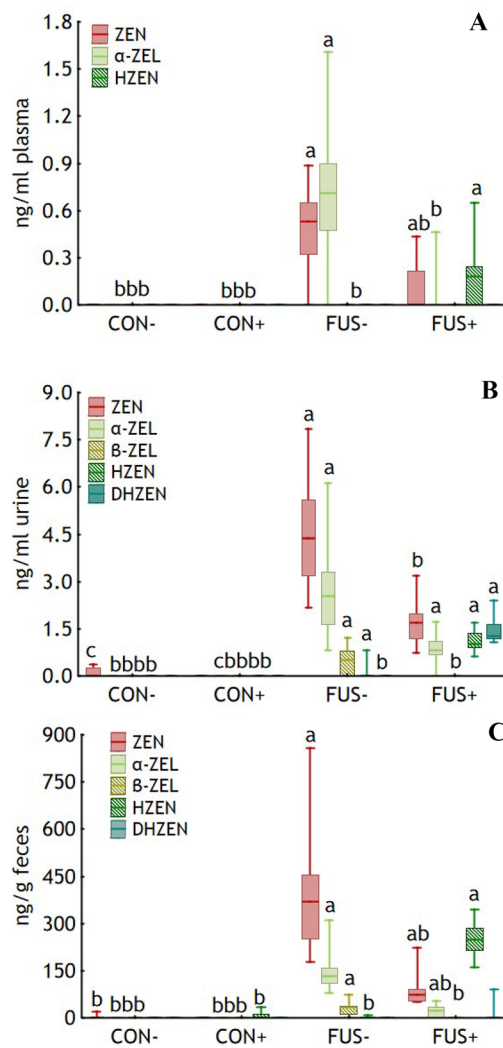 A
ng/ml plasma
1.8
1.5
1.2
0.9
0.6
0.3
0.0
ZEN
α-ZEL
HZEN
bbb
bbb
a
a
b
ab
b
a
CON-
CON+
FUS-
FUS+
B
ng/ml urine
9.0
7.5
6.0
4.5
3.0
1.5
0.0
ZEN
α-ZEL
ß-ZEL
HZEN
DHZEN
c
bbbb
cbbbb
a
a
a
a
b
b
a
b
a
a
CON-
CON+
FUS-
FUS+
C
ng/g feces
900
750
600
450
300
150
0
ZEN
α-ZEL
ß-ZEL
HZEN
DHZEN
b
bbb
bbb
b
a
a
a
b
ab
ab
b
a
CON-
CON+
FUS-
FUS+